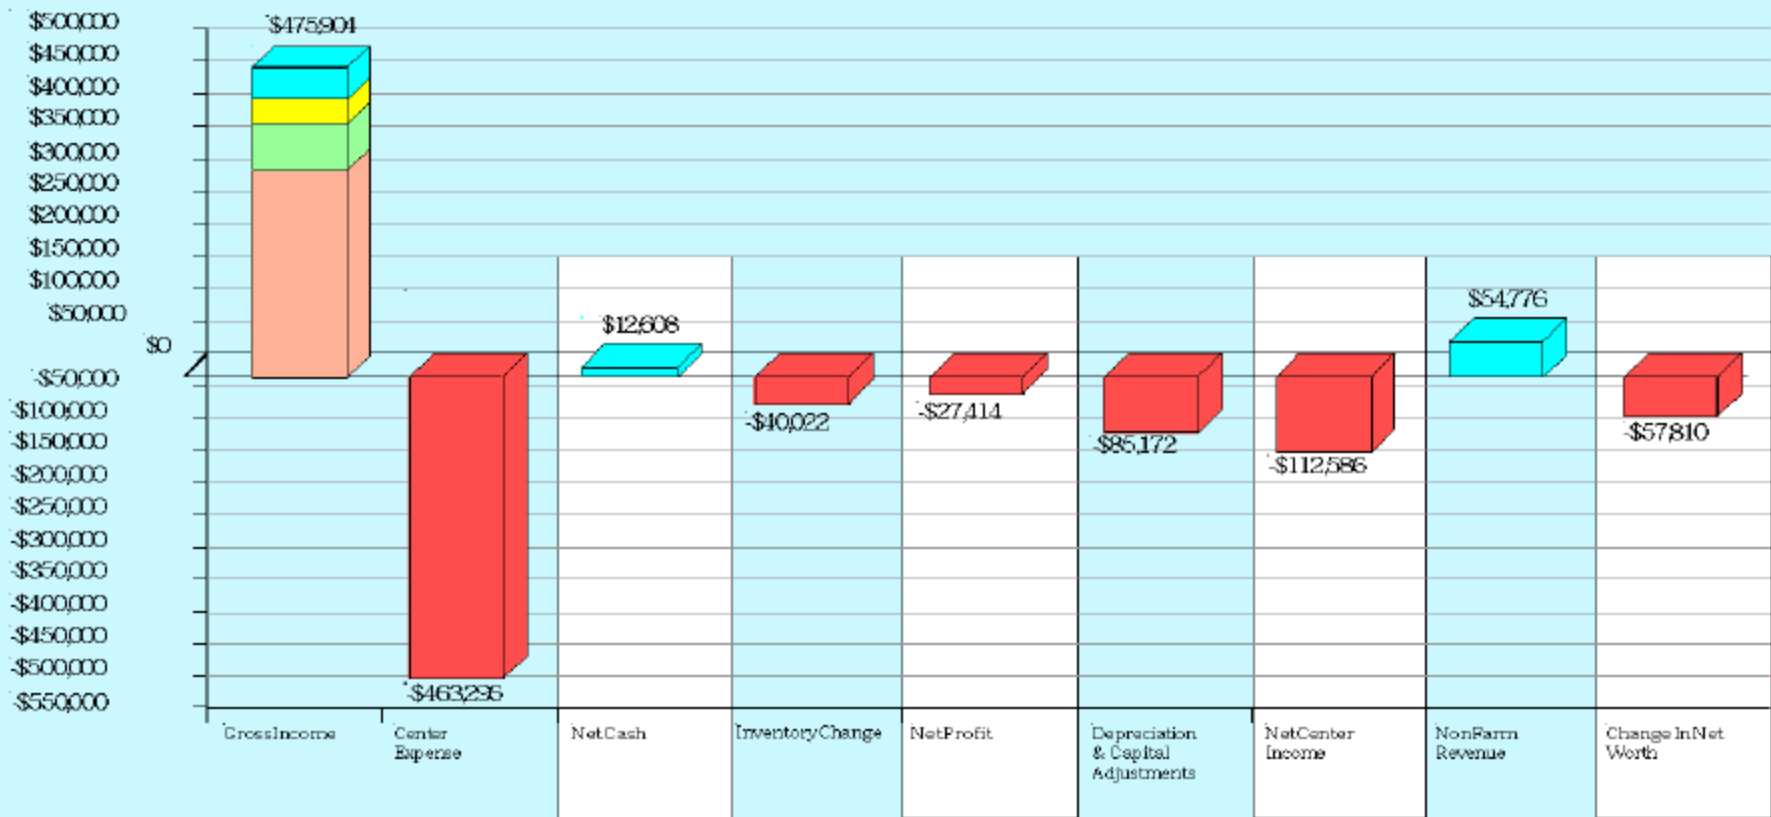 $500,000
$450,000
$400,000
$350,000
$300,000
$250,000
$200,000
$150,000
$100,000
$50,000
$0
-$50,000
-$100,000
-$150,000
-$200,000
-$250,000
-$300,000
-$350,000
-$400,000
-$450,000
-$500,000
-$550,000
$475,904
-$463,295
$12,608
-$40,022
-$27,414
-$85,172
-$112,586
$54,776
-$57,810
Gross Income
Center
Expense
Net Cash
Inventory Change
Net Profit
Depreciation
& Capital
Adjustments
Net Center
Income
Non Farm
Revenue
Change In Net
Worth